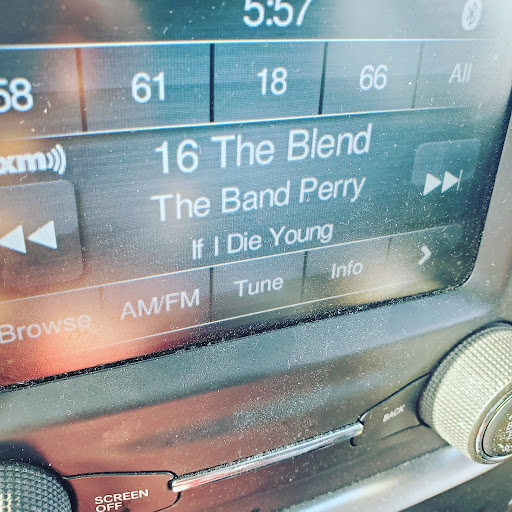 5:57
58 61 18 66 All
xm
16 The Blend
The Band Perry
If I Die Young
Browse AM/FM Tune Info >
BACK
SCREEN
OFF